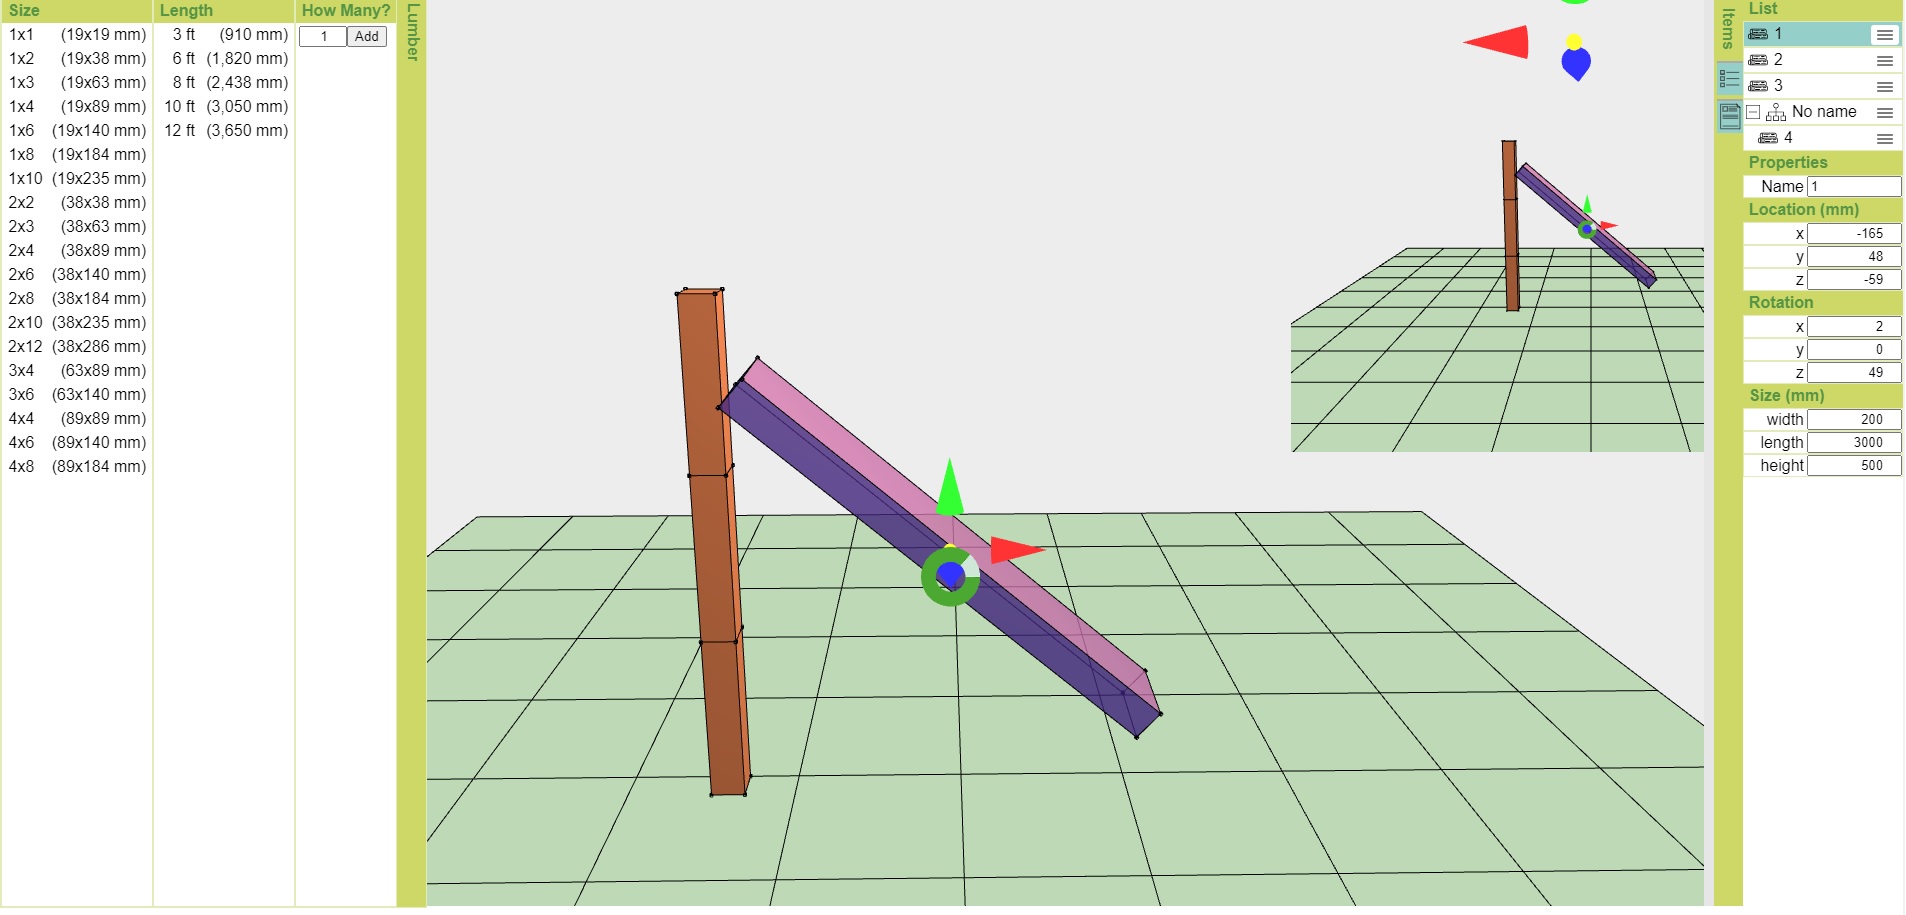 Size Length How Many?
1x1 (19x19 mm) 3 ft (910 mm) 1 Add
1x2 (19x38 mm) 6 ft (1,820 mm)
1x3 (19x63 mm) 8 ft (2,438 mm)
1x4 (19x89 mm) 10 ft (3,050 mm)
1x6 (19x140 mm) 12 ft (3,650 mm)
1x8 (19x184 mm)
1x10 (19x235 mm)
2x2 (38x38 mm)
2x3 (38x63 mm)
2x4 (38x89 mm)
2x6 (38x140 mm)
2x8 (38x184 mm)
2x10 (38x235 mm)
2x12 (38x286 mm)
3x4 (63x89 mm)
3x6 (63x140 mm)
4x4 (89x89 mm)
4x6 (89x140 mm)
4x8 (89x184 mm)
Lumber
Items
List
1
2
3
No name
4
Properties
Name 1
Location (mm)
x -165
y 48
z -59
Rotation
x 2
y 0
z 49
Size (mm)
width 200
length 3000
height 500